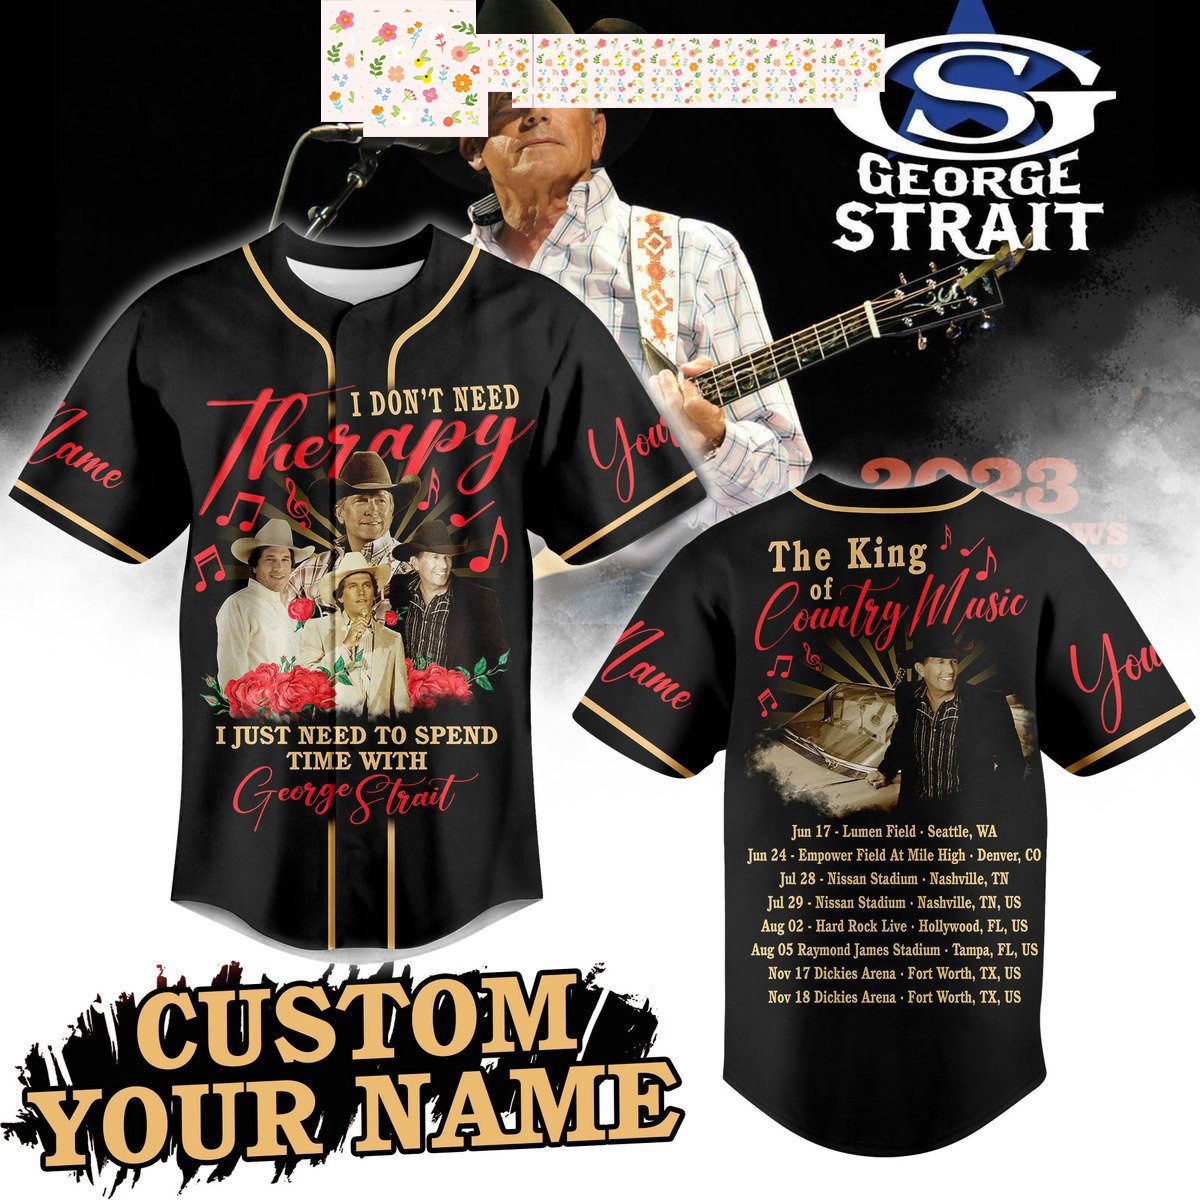 SG
GEORGE
STRAIT
2023
I DON'T NEED
Therapy
Name
Your
I JUST NEED TO SPEND
TIME WITH
George Strait
The King
of
Country Music
Name
You
Jun 17 - Lumen Field · Seattle, WA
Jun 24 - Empower Field At Mile High · Denver, CO
Jul 28 - Nissan Stadium · Nashville, TN
Jul 29 - Nissan Stadium · Nashville, TN, US
Aug 02 - Hard Rock Live · Hollywood, FL, US
Aug 05 Raymond James Stadium · Tampa, FL, US
Nov 17 Dickies Arena · Fort Worth, TX, US
Nov 18 Dickies Arena · Fort Worth, TX, US
CUSTOM
YOUR NAME